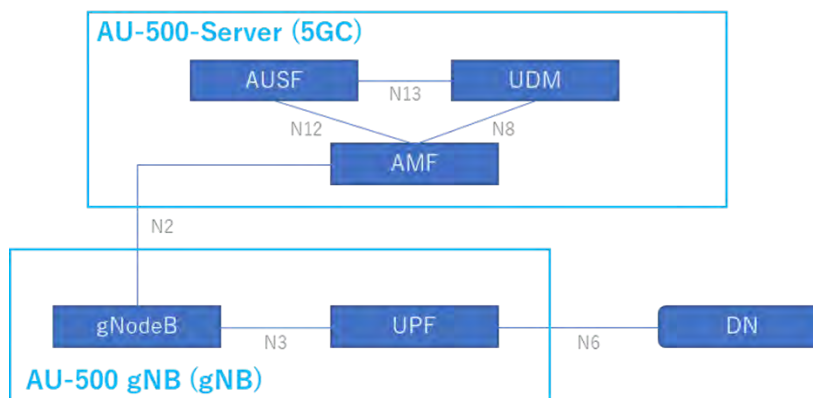 AU-500-Server (5GC)
AUSF
N13
UDM
N12
N8
AMF
N2
gNodeB
N3
UPF
N6
DN
AU-500 gNB (gNB)